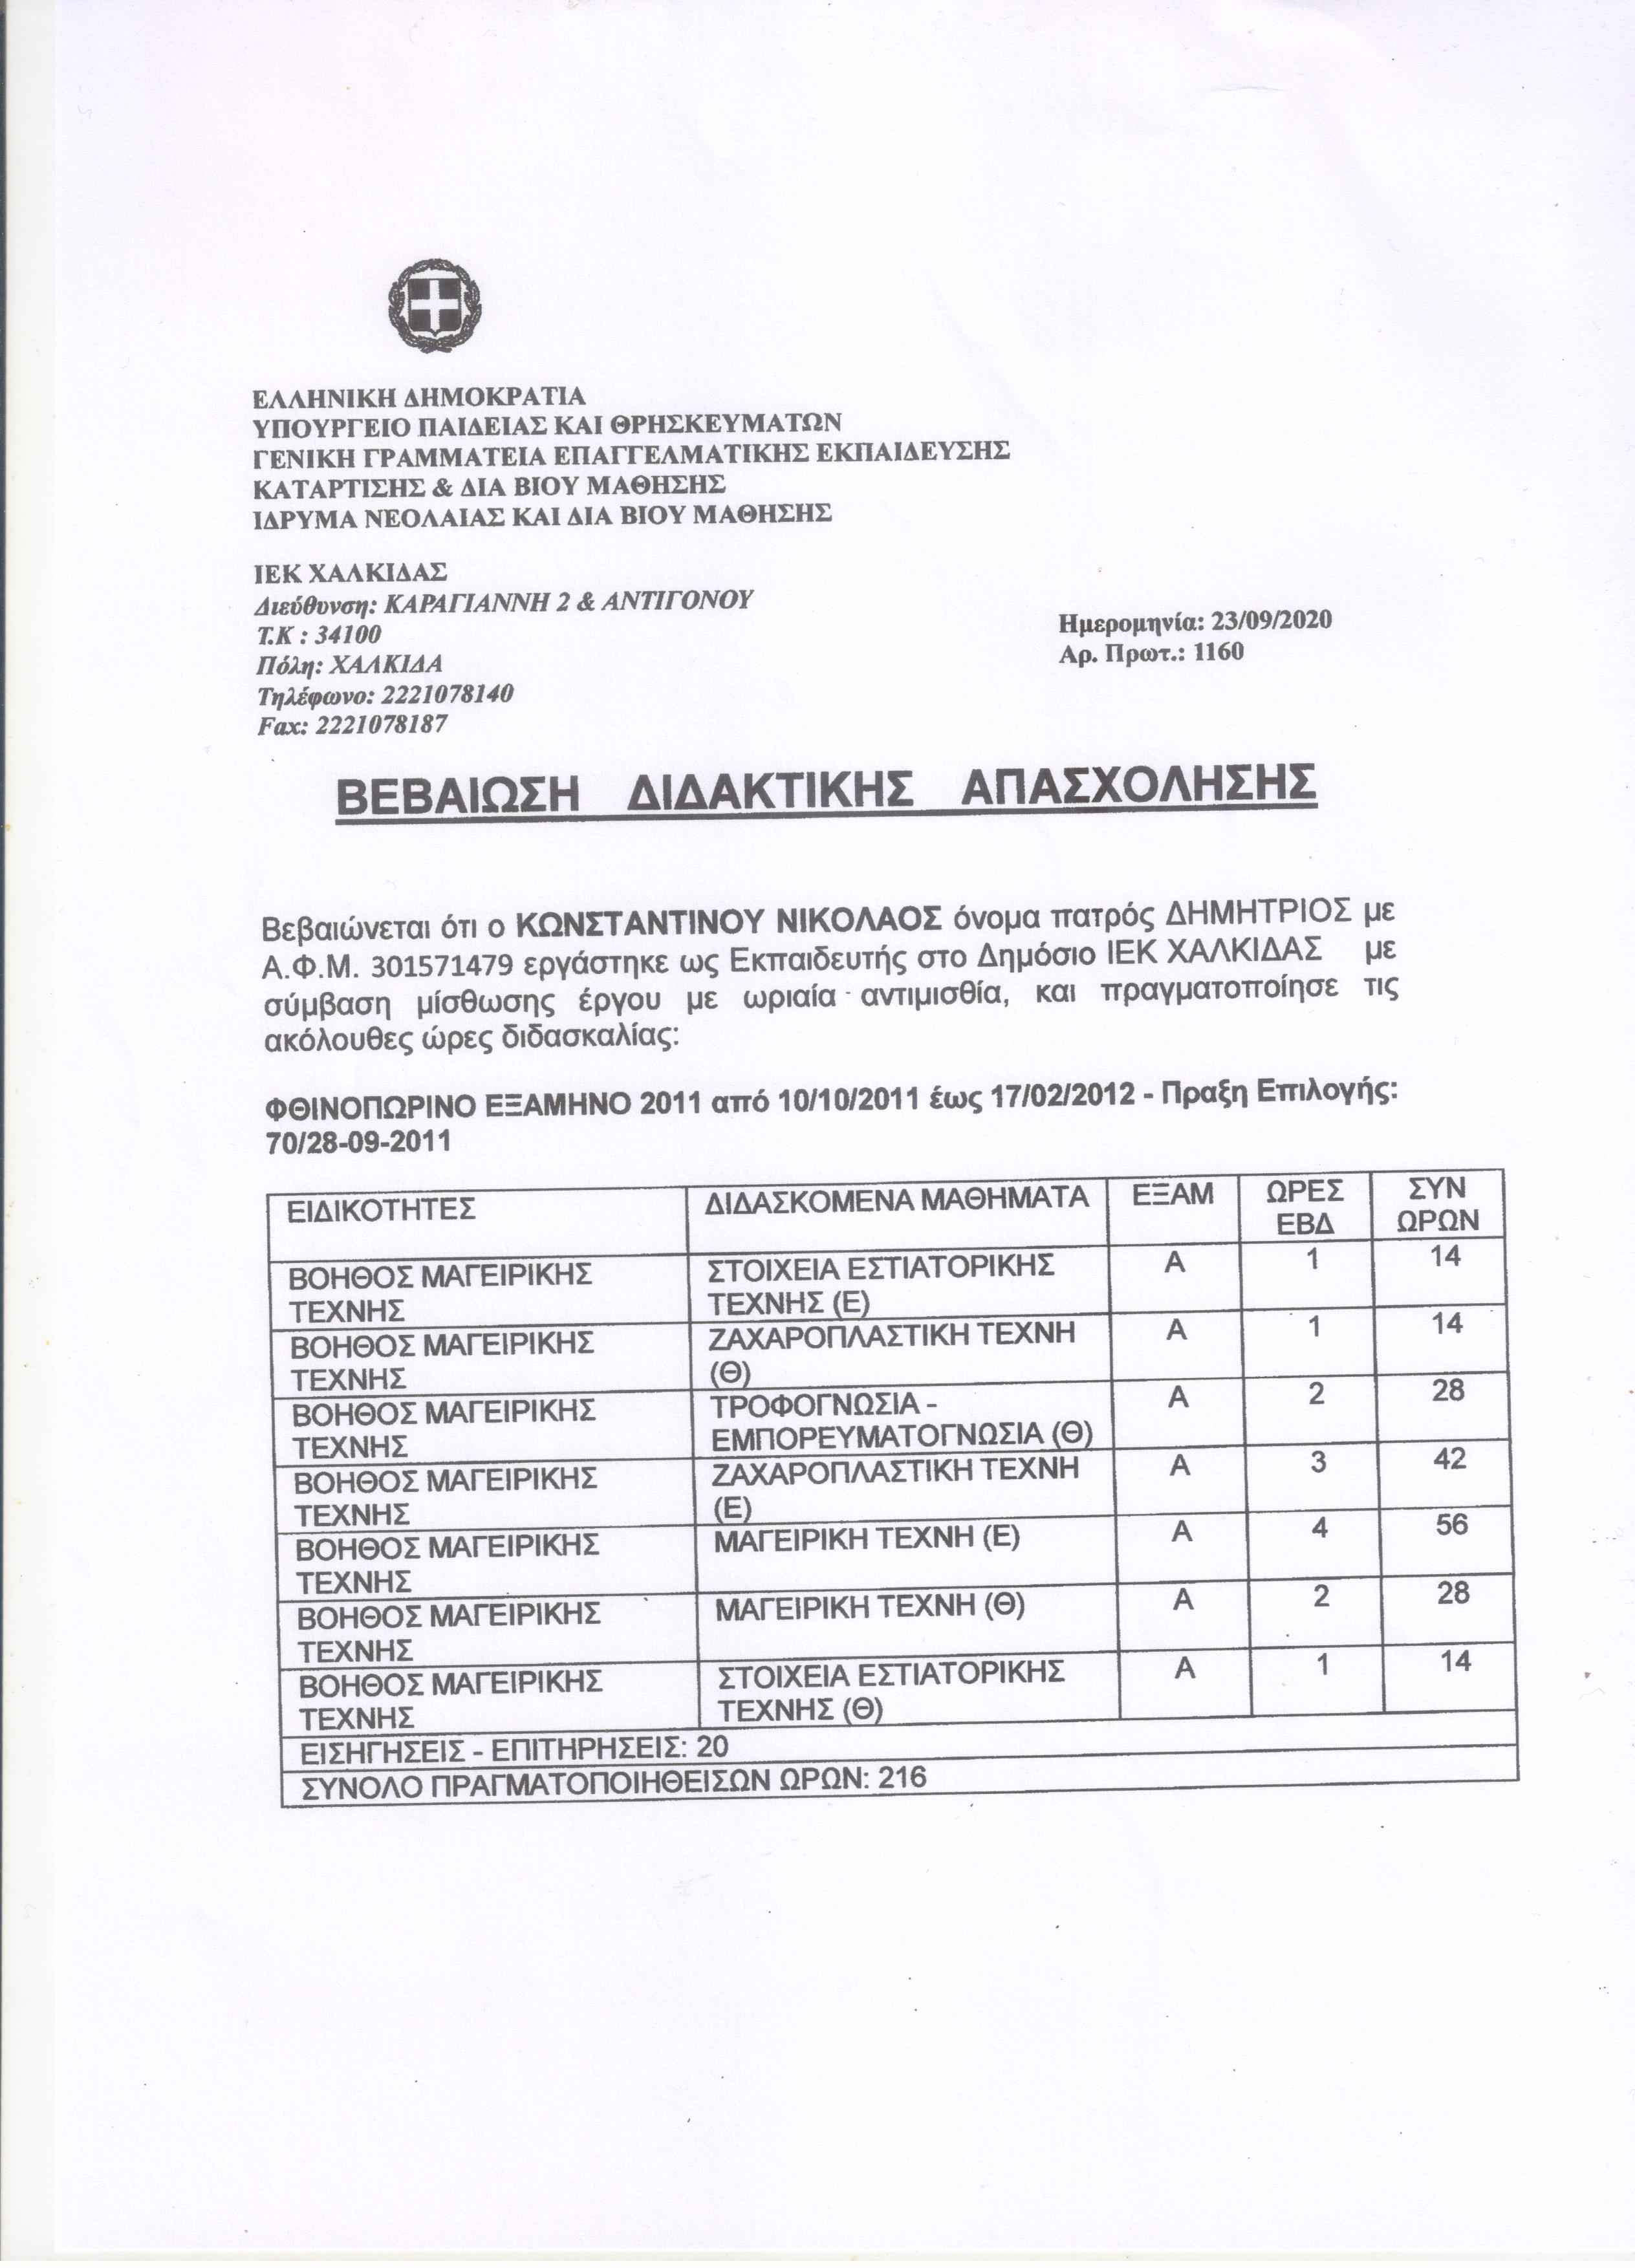 ΕΛΛΗΝΙΚΗ ΔΗΜΟΚΡΑΤΙΑ
ΥΠΟΥΡΓΕΙΟ ΠΑΙΔΕΙΑΣ ΚΑΙ ΘΡΗΣΚΕΥΜΑΤΩΝ
ΓΕΝΙΚΗ ΓΡΑΜΜΑΤΕΙΑ ΕΠΑΓΓΕΛΜΑΤΙΚΗΣ ΕΚΠΑΙΔΕΥΣΗΣ
ΚΑΤΑΡΤΙΣΗΣ & ΔΙΑ ΒΙΟΥ ΜΑΘΗΣΗΣ
ΙΔΡΥΜΑ ΝΕΟΛΑΙΑΣ ΚΑΙ ΔΙΑ ΒΙΟΥ ΜΑΘΗΣΗΣ
ΙΕΚ ΧΑΛΚΙΔΑΣ
Διεύθυνση: ΚΑΡΑΓΙΑΝΝΗ 2 & ΑΝΤΙΓΟΝΟΥ
Τ.Κ : 34100
Πόλη: ΧΑΛΚΙΔΑ
Τηλέφωνο: 2221078140
Fax: 2221078187
Ημερομηνία: 23/09/2020
Αρ. Πρωτ.: 1160
ΒΕΒΑΙΩΣΗ ΔΙΔΑΚΤΙΚΗΣ ΑΠΑΣΧΟΛΗΣΗΣ
Βεβαιώνεται ότι ο ΚΩΝΣΤΑΝΤΙΝΟΥ ΝΙΚΟΛΑΟΣ όνομα πατρός ΔΗΜΗΤΡΙΟΣ με
Α.Φ.Μ. 301571479 εργάστηκε ως Εκπαιδευτής στο Δημόσιο ΙΕΚ ΧΑΛΚΙΔΑΣ με
σύμβαση μίσθωσης έργου με ωριαία αντιμισθία, και πραγματοποίησε τις
ακόλουθες ώρες διδασκαλίας:
ΦΘΙΝΟΠΩΡΙΝΟ ΕΞΑΜΗΝΟ 2011 από 10/10/2011 έως 17/02/2012 - Πραξη Επιλογής:
70/28-09-2011
ΕΙΔΙΚΟΤΗΤΕΣ ΔΙΔΑΣΚΟΜΕΝΑ ΜΑΘΗΜΑΤΑ ΕΞΑΜ ΩΡΕΣ ΣΥΝ
ΕΒΔ ΩΡΩΝ
ΒΟΗΘΟΣ ΜΑΓΕΙΡΙΚΗΣ ΣΤΟΙΧΕΙΑ ΕΣΤΙΑΤΟΡΙΚΗΣ Α 1 14
ΤΕΧΝΗΣ ΤΕΧΝΗΣ (Ε)
ΒΟΗΘΟΣ ΜΑΓΕΙΡΙΚΗΣ ΖΑΧΑΡΟΠΛΑΣΤΙΚΗ ΤΕΧΝΗ Α 1 14
ΤΕΧΝΗΣ (Θ)
ΒΟΗΘΟΣ ΜΑΓΕΙΡΙΚΗΣ ΤΡΟΦΟΓΝΩΣΙΑ - Α 2 28
ΤΕΧΝΗΣ ΕΜΠΟΡΕΥΜΑΤΟΓΝΩΣΙΑ (Θ)
ΒΟΗΘΟΣ ΜΑΓΕΙΡΙΚΗΣ ΖΑΧΑΡΟΠΛΑΣΤΙΚΗ ΤΕΧΝΗ Α 3 42
ΤΕΧΝΗΣ (Ε)
ΒΟΗΘΟΣ ΜΑΓΕΙΡΙΚΗΣ ΜΑΓΕΙΡΙΚΗ ΤΕΧΝΗ (Ε) Α 4 56
ΤΕΧΝΗΣ
ΒΟΗΘΟΣ ΜΑΓΕΙΡΙΚΗΣ ΜΑΓΕΙΡΙΚΗ ΤΕΧΝΗ (Θ) Α 2 28
ΤΕΧΝΗΣ
ΒΟΗΘΟΣ ΜΑΓΕΙΡΙΚΗΣ ΣΤΟΙΧΕΙΑ ΕΣΤΙΑΤΟΡΙΚΗΣ Α 1 14
ΤΕΧΝΗΣ ΤΕΧΝΗΣ (Θ)
ΕΙΣΗΓΗΣΕΙΣ - ΕΠΙΤΗΡΗΣΕΙΣ: 20
ΣΥΝΟΛΟ ΠΡΑΓΜΑΤΟΠΟΙΗΘΕΙΣΩΝ ΩΡΩΝ: 216